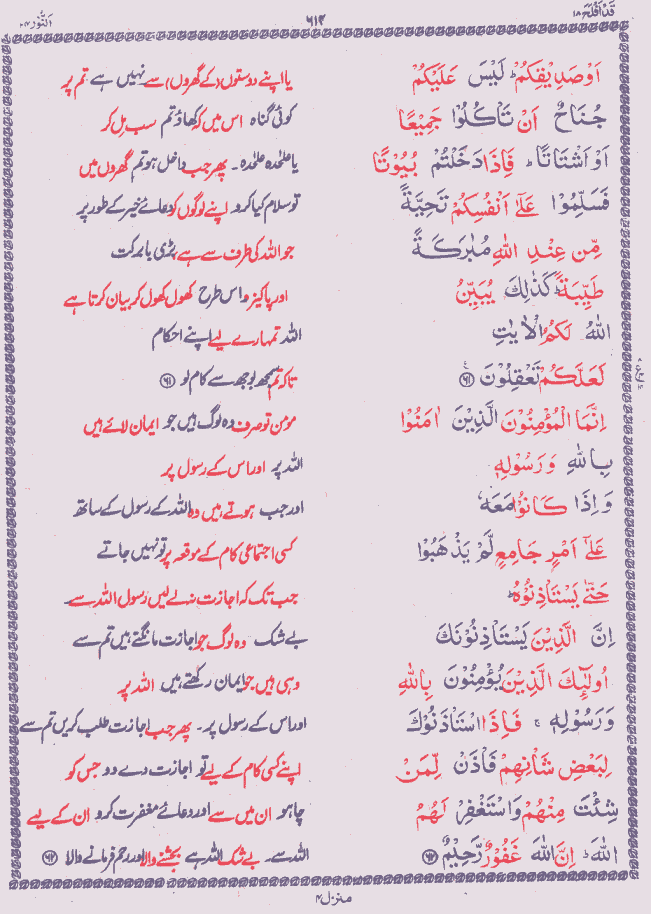 قَدْ اَفْلَحَ ١٨
٦١٢
اَلنُّوْر ٢٤
اَوْ صَدِيْقِكُمْ ؕ لَيْسَ عَلَيْكُمْ یا اپنے دوستوں (کے گھروں) سے نہیں ہے تم پر
جُنَاحٌ اَنْ تَاْكُلُوْا جَمِيْعًا کوئی گناہ اس میں کہ کھاؤ تم سب مل کر
اَوْ اَشْتَاتًا ؕ فَاِذَا دَخَلْتُمْ بُيُوْتًا یا علیٰحدہ علیٰحدہ۔ پھر جب داخل ہو تم گھروں میں
فَسَلِّمُوْا عَلٰٓى اَنْفُسِكُمْ تَحِيَّةً تو سلام کیا کرو اپنے لوگوں کو دعائے خیر کے طور پر
مِّنْ عِنْدِ اللّٰهِ مُبٰرَكَةً جو اللہ کی طرف سے ہے بڑی بابرکت
طَيِّبَةً ؕ كَذٰلِكَ يُبَيِّنُ اور پاکیزہ اس طرح کھول کھول کر بیان کرتا ہے
اللّٰهُ لَكُمُ الْاٰيٰتِ اللہ تمہارے لیے اپنے احکام
لَعَلَّكُمْ تَعْقِلُوْنَ ﴿٦١﴾ تاکہ تم سمجھ بوجھ سے کام لو ﴿٦١﴾
اِنَّمَا الْمُؤْمِنُوْنَ الَّذِيْنَ اٰمَنُوْا مومن تو صرف وہ لوگ ہیں جو ایمان لائے ہیں
بِاللّٰهِ وَرَسُوْلِهٖ اللہ پر اور اس کے رسول پر
وَاِذَا كَانُوْا مَعَهٗ اور جب ہوتے ہیں وہ اللہ کے رسول کے ساتھ
عَلٰٓى اَمْرٍ جَامِعٍ لَّمْ يَذْهَبُوْا کسی اجتماعی کام کے موقعہ پر تو نہیں جاتے
حَتّٰى يَسْتَاْذِنُوْهُ ؕ جب تک کہ اجازت نہ لے لیں رسول اللہ سے
اِنَّ الَّذِيْنَ يَسْتَاْذِنُوْنَكَ بے شک وہ لوگ جو اجازت مانگتے ہیں تم سے
اُولٰٓئِكَ الَّذِيْنَ يُؤْمِنُوْنَ بِاللّٰهِ وہی ہیں جو ایمان رکھتے ہیں اللہ پر
وَرَسُوْلِهٖ ۚ فَاِذَا اسْتَاْذَنُوْكَ اور اس کے رسول پر۔ پھر جب اجازت طلب کریں تم سے
لِبَعْضِ شَاْنِهِمْ فَاْذَنْ لِّمَنْ اپنے کسی کام کے لیے تو اجازت دے دو جس کو
شِئْتَ مِنْهُمْ وَاسْتَغْفِرْ لَهُمُ چاہو ان میں سے اور دعائے مغفرت کرو ان کے لیے
اللّٰهَ ؕ اِنَّ اللّٰهَ غَفُوْرٌ رَّحِيْمٌ ﴿٦٢﴾ اللہ سے۔ بے شک اللہ ہے بخشنے والا اور رحم فرمانے والا ﴿٦٢﴾
منزل ٤